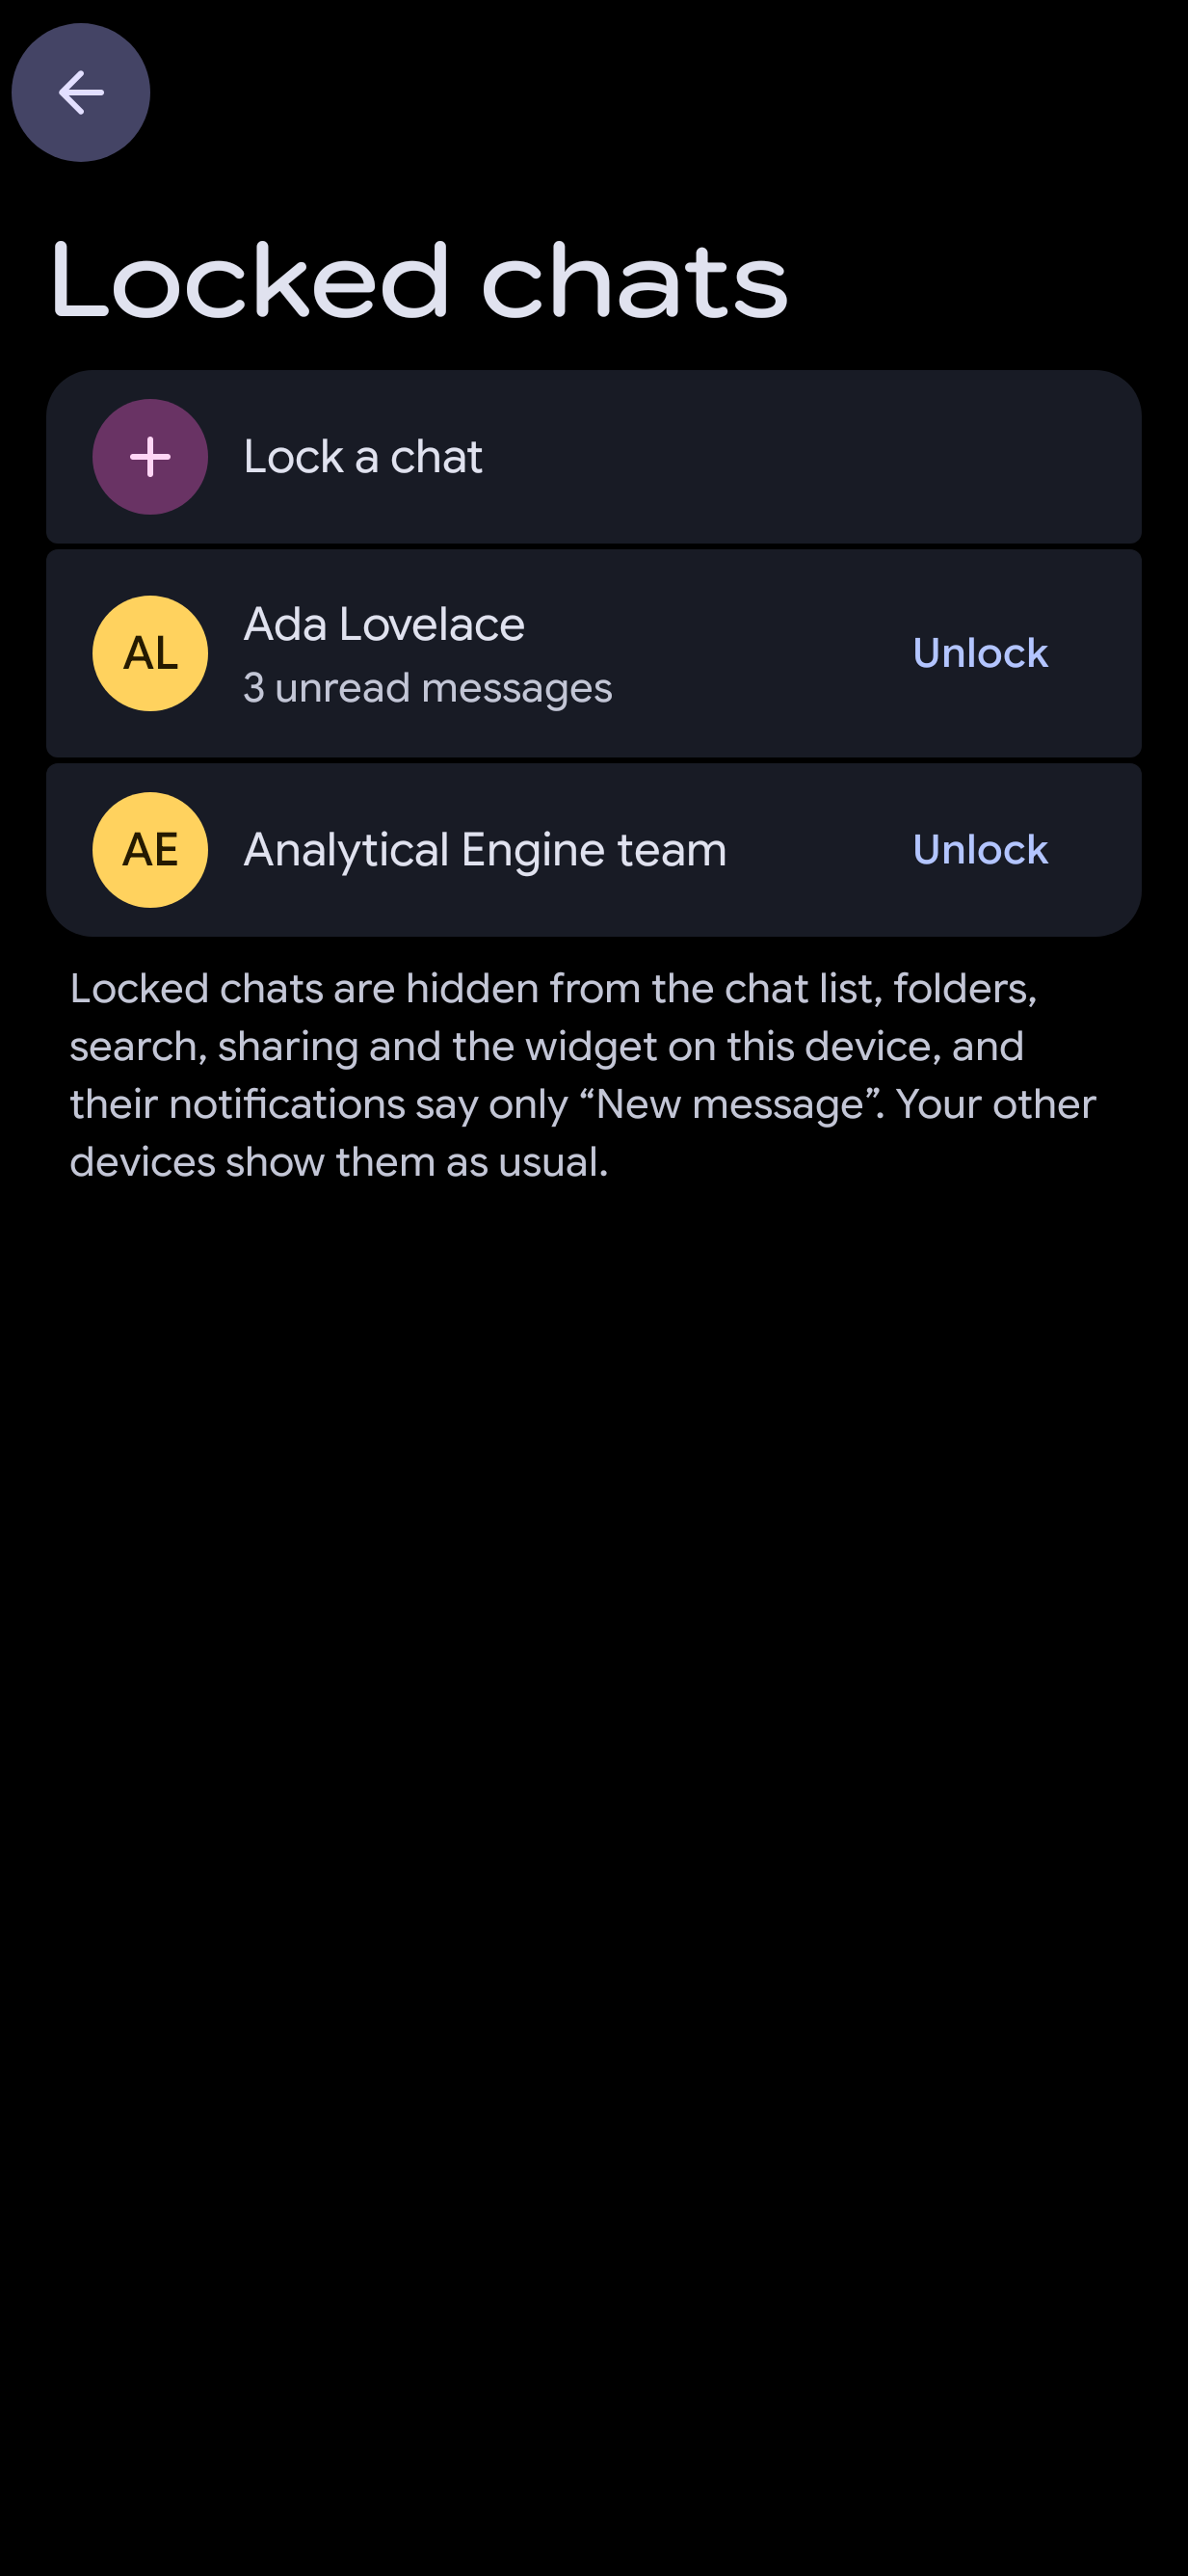 Locked chats
Lock a chat
AL
Ada Lovelace
3 unread messages
Unlock
AE
Analytical Engine team
Unlock
Locked chats are hidden from the chat list, folders,
search, sharing and the widget on this device, and
their notifications say only “New message”. Your other
devices show them as usual.